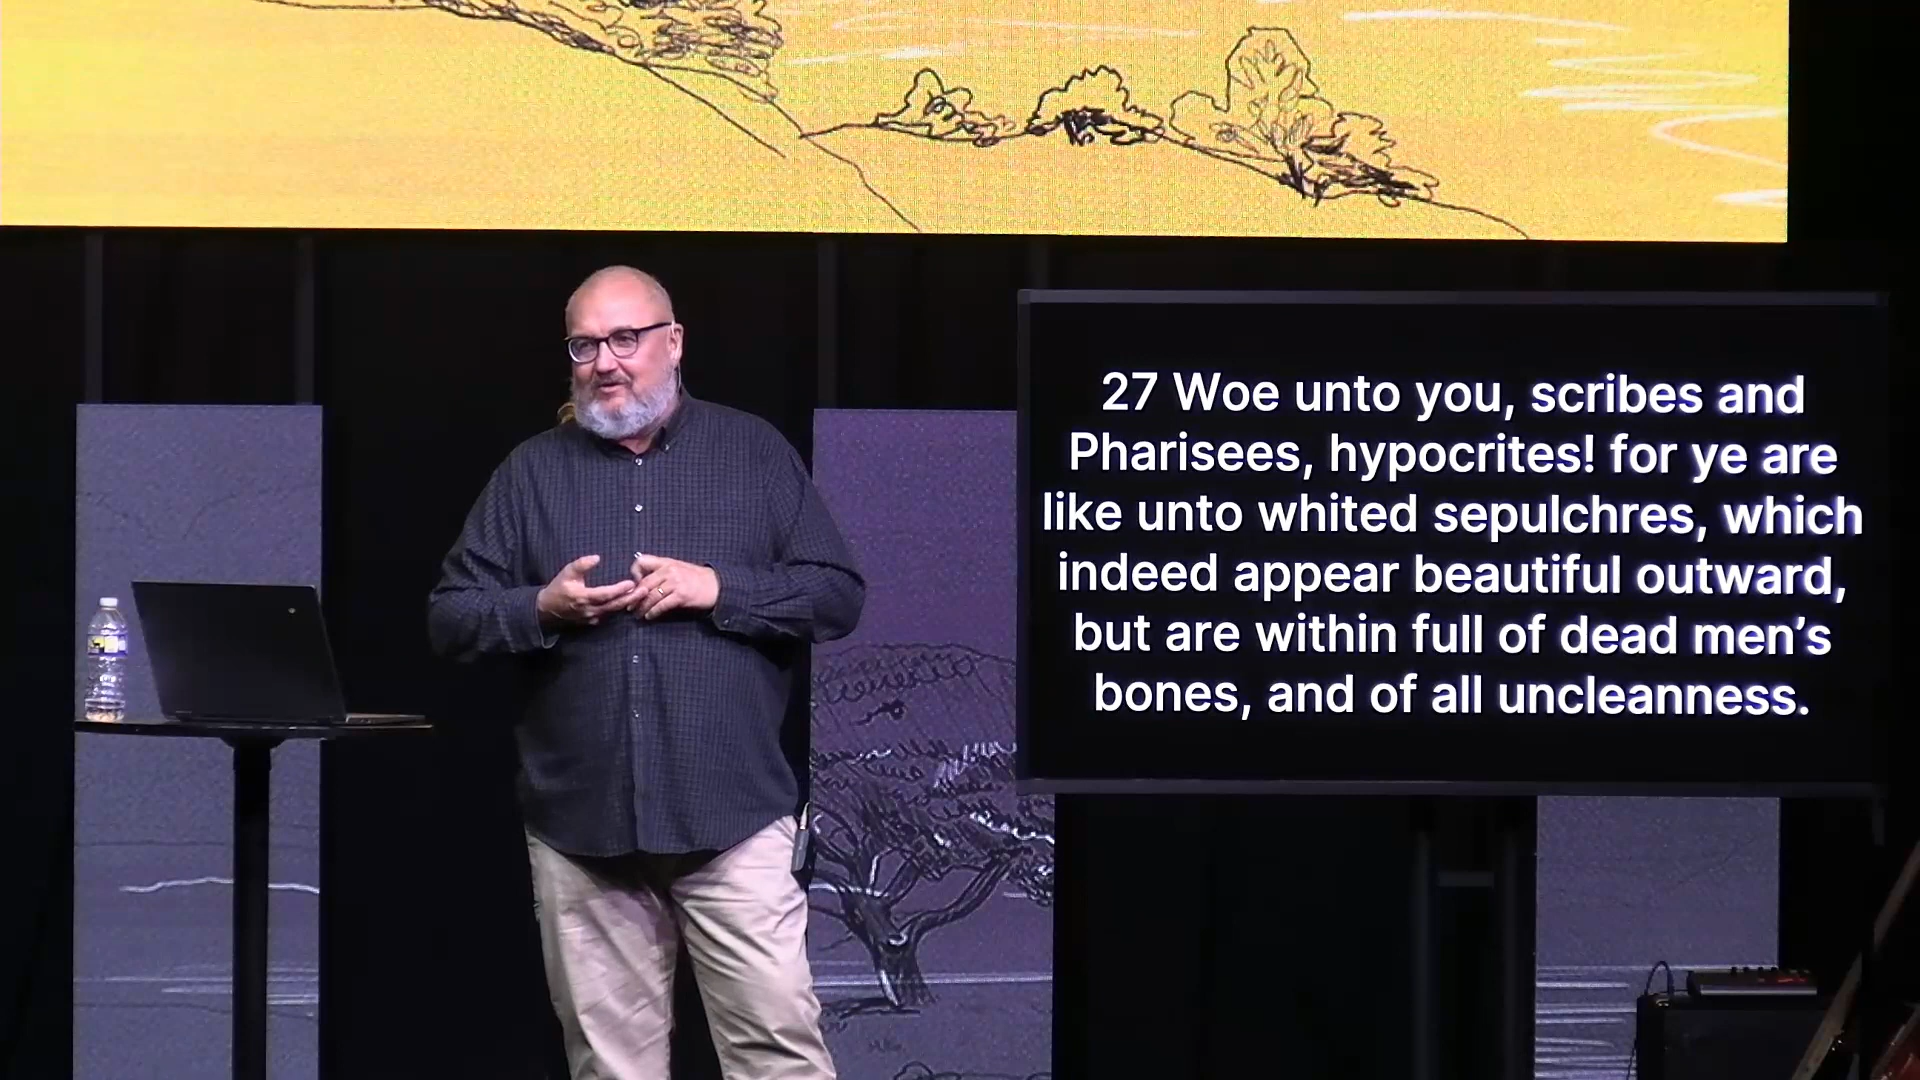 27 Woe unto you, scribes and
Pharisees, hypocrites! for ye are
like unto whited sepulchres, which
indeed appear beautiful outward,
but are within full of dead men’s
bones, and of all uncleanness.